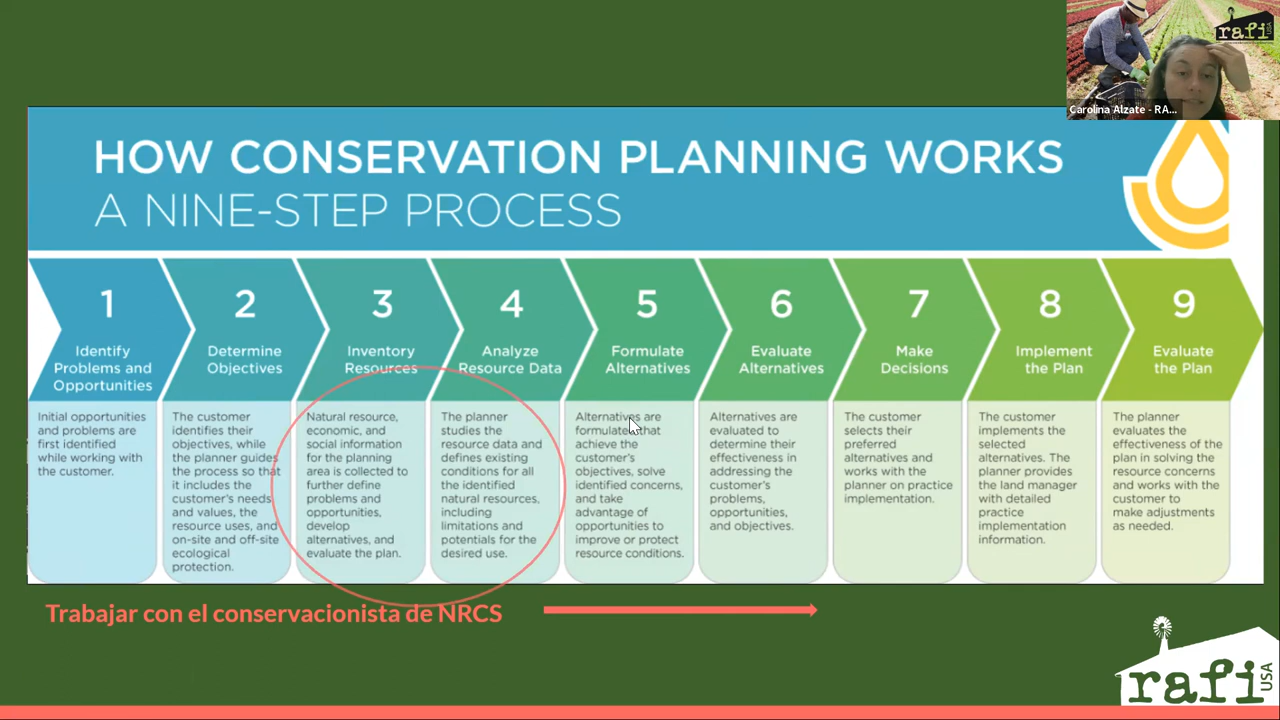 rafi
USA
Carolina Alzate - RA...
HOW CONSERVATION PLANNING WORKS
A NINE-STEP PROCESS
1
Identify
Problems and
Opportunities
Initial opportunities
and problems are
first identified
while working with
the customer.
2
Determine
Objectives
The customer
identifies their
objectives, while
the planner guides
the process so that
it includes the
customer's needs
and values, the
resource uses, and
on-site and off-site
ecological
protection.
3
Inventory
Resources
Natural resource,
economic, and
social information
for the planning
area is collected to
further define
problems and
opportunities,
develop
alternatives, and
evaluate the plan.
4
Analyze
Resource Data
The planner
studies the
resource data and
defines existing
conditions for all
the identified
natural resources,
including
limitations and
potentials for the
desired use.
5
Formulate
Alternatives
Alternatives are
formulated that
achieve the
customer's
objectives, solve
identified concerns,
and take
advantage of
opportunities to
improve or protect
resource conditions.
6
Evaluate
Alternatives
Alternatives are
evaluated to
determine their
effectiveness in
addressing the
customer's
problems,
opportunities,
and objectives.
7
Make
Decisions
The customer
selects their
preferred
alternatives and
works with the
planner on practice
implementation.
8
Implement
the Plan
The customer
implements the
selected
alternatives. The
planner provides
the land manager
with detailed
practice
implementation
information.
9
Evaluate
the Plan
The planner
evaluates the
effectiveness of the
plan in solving the
resource concerns
and works with the
customer to
make adjustments
as needed.
Trabajar con el conservacionista de NRCS
rafi
USA